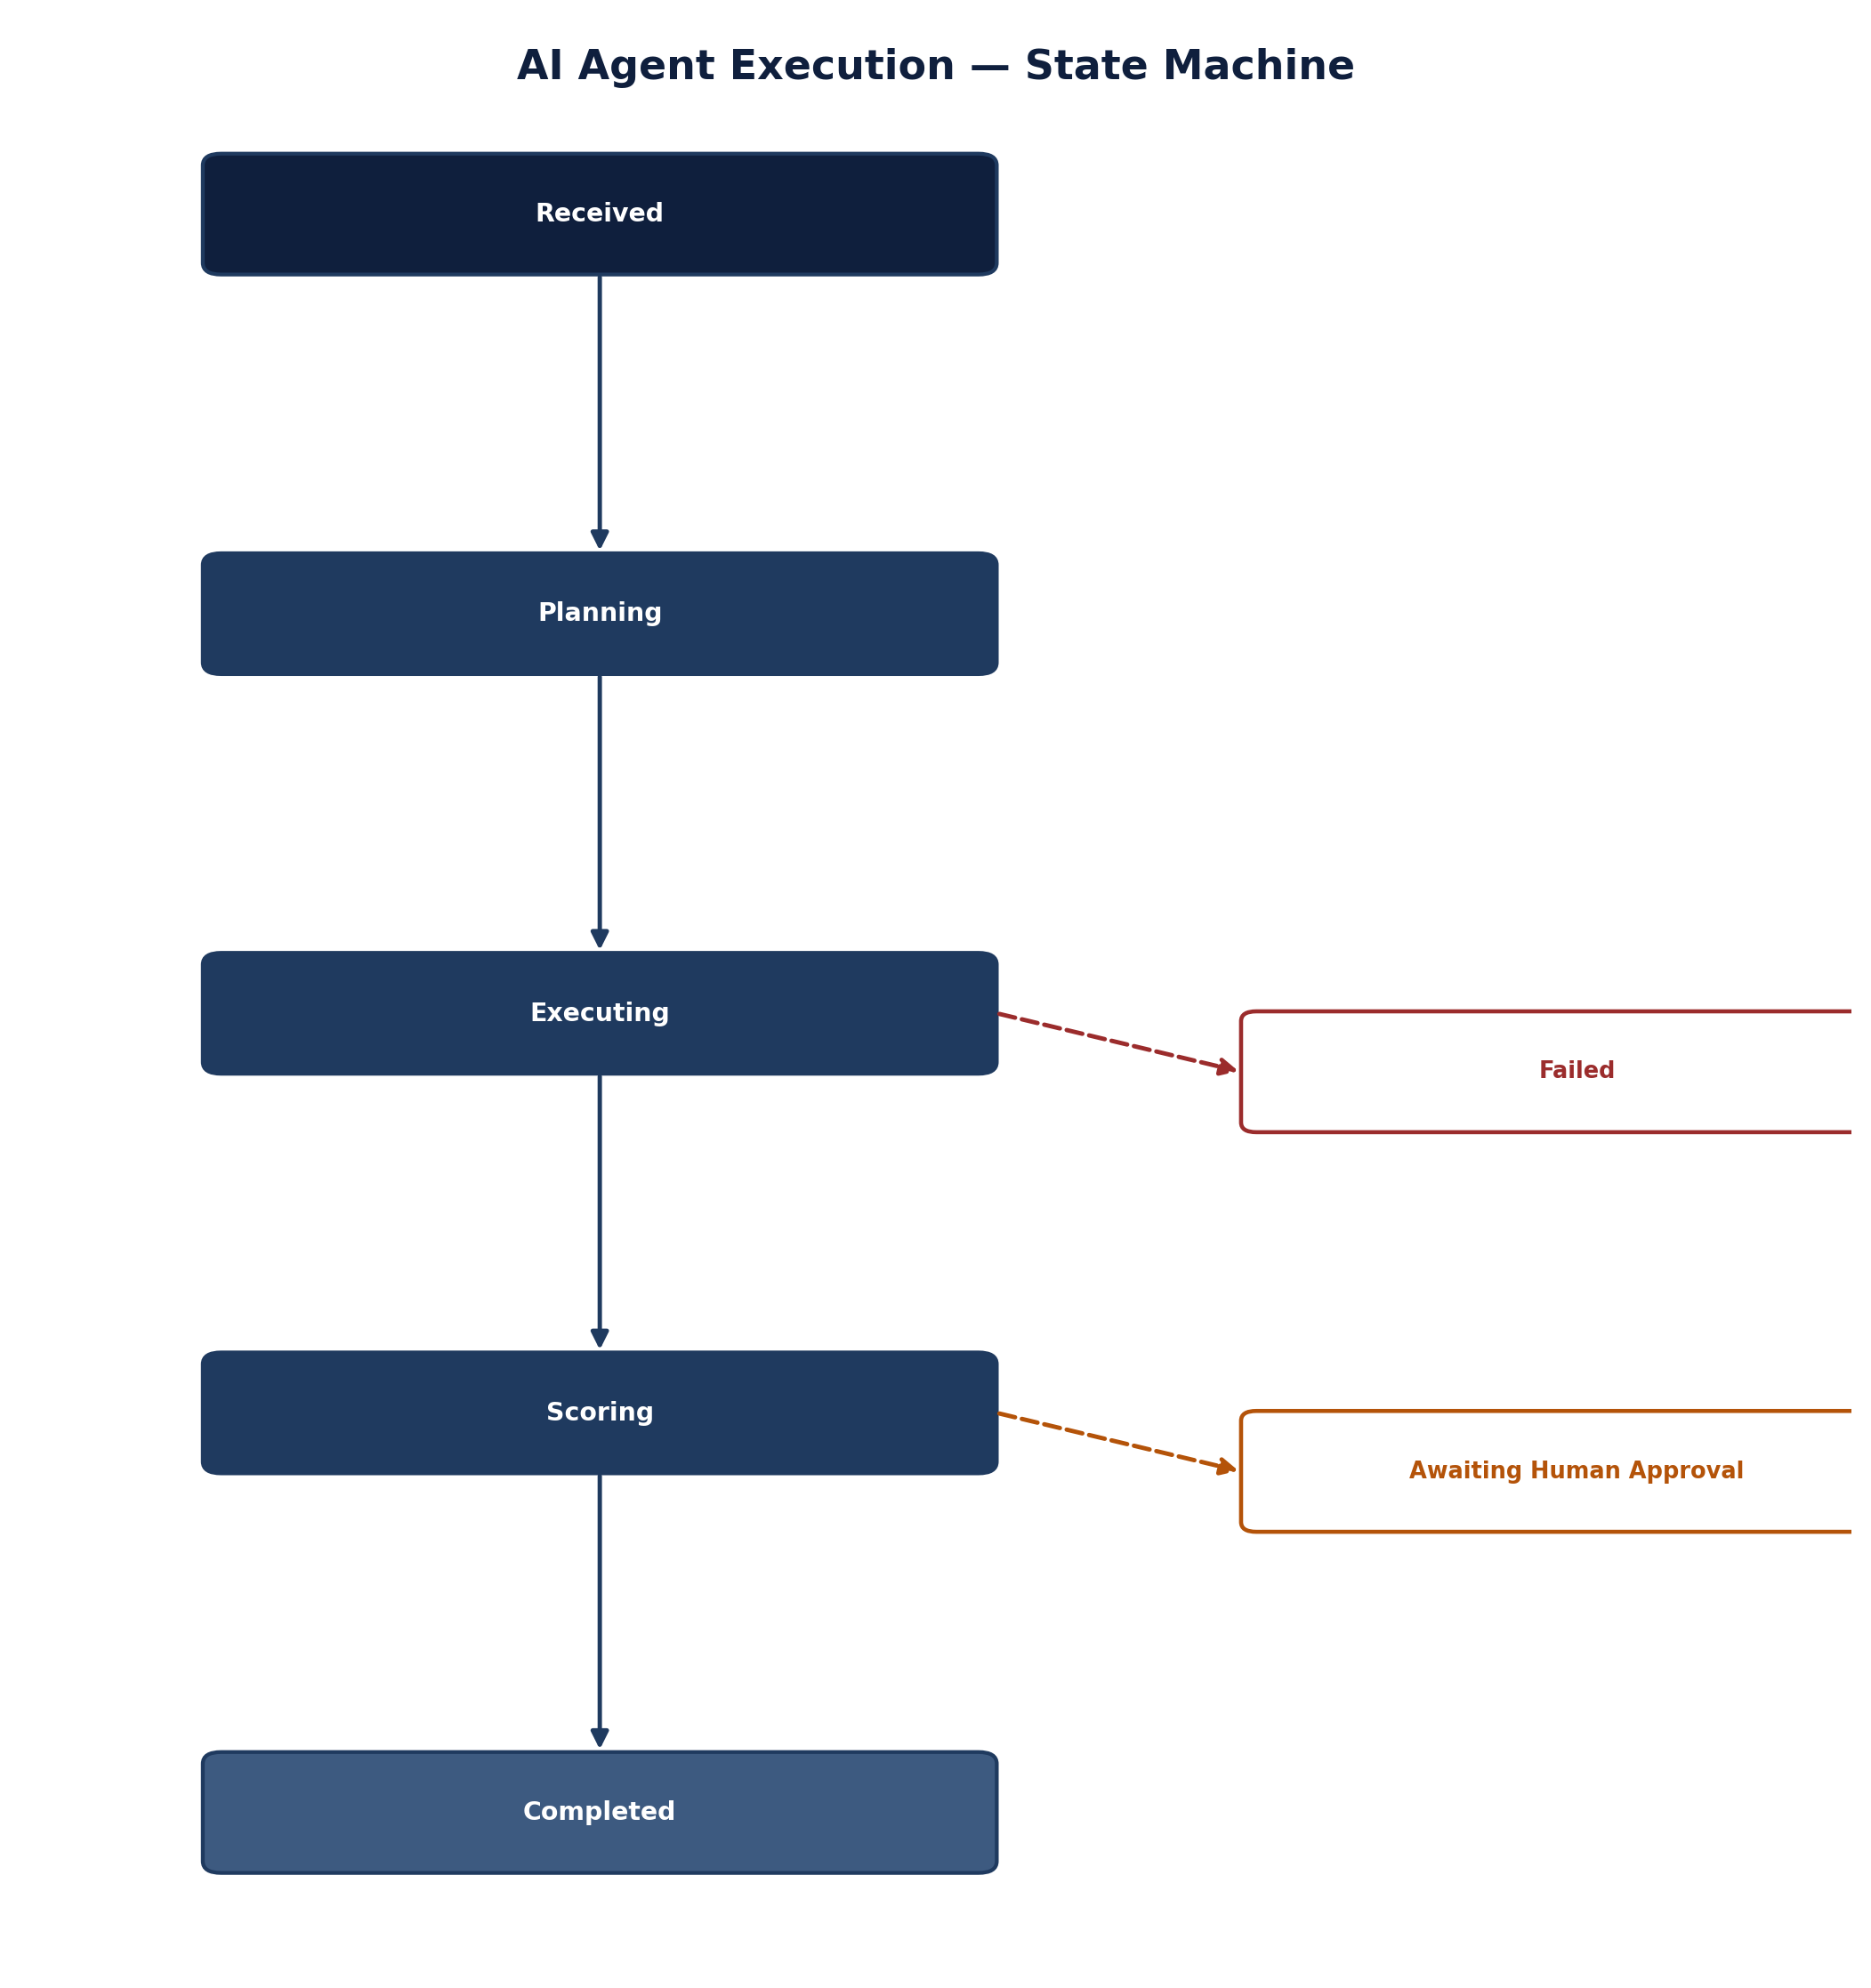 AI Agent Execution — State Machine
Received
Planning
Executing
Failed
Scoring
Awaiting Human Approval
Completed